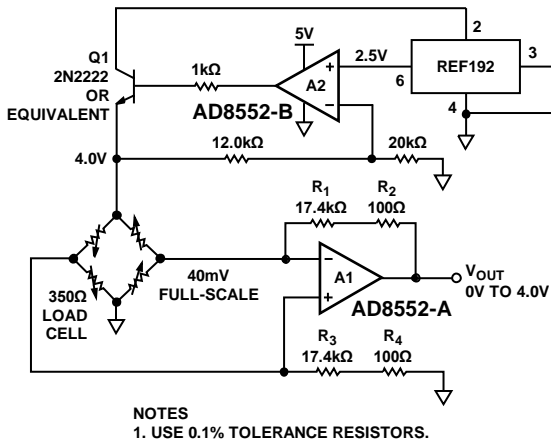 2
Q1
2N2222
OR
EQUIVALENT
1kΩ
5V
A2
+
−
AD8552-B
2.5V
6
REF192
3
4
4.0V
12.0kΩ
20kΩ
R1
17.4kΩ
R2
100Ω
350Ω
LOAD
CELL
40mV
FULL-SCALE
−
A1
+
AD8552-A
VOUT
0V TO 4.0V
R3
17.4kΩ
R4
100Ω
NOTES
1. USE 0.1% TOLERANCE RESISTORS.